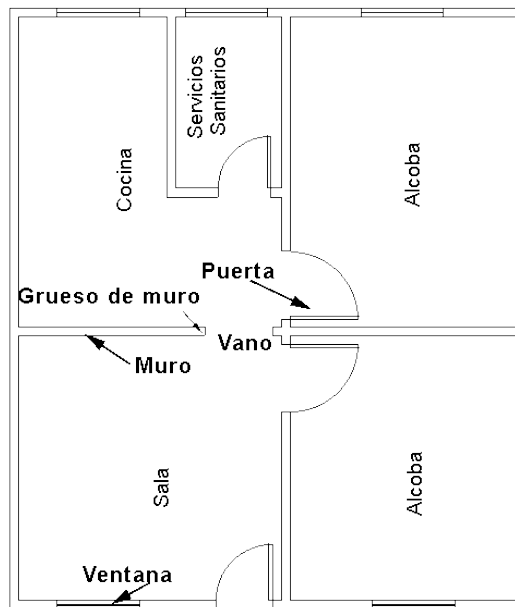 Servicios
Sanitarios
Cocina
Alcoba
Puerta
Grueso de muro
Vano
Muro
Sala
Alcoba
Ventana